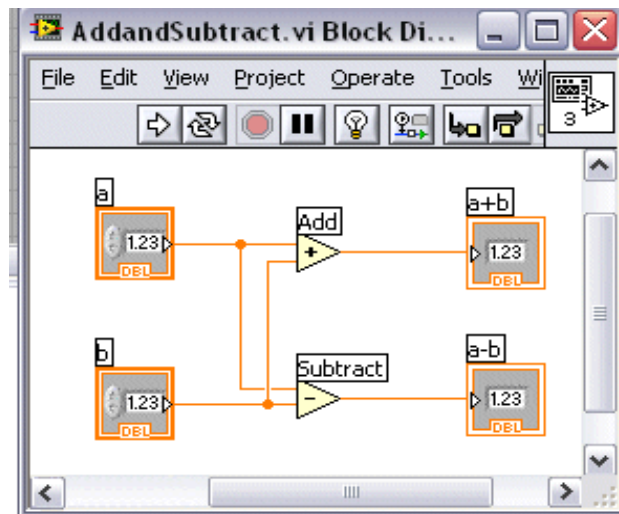 AddandSubtract.vi Block Di...
File Edit View Project Operate Tools Wi
3
a
1.23
DBL
Add
+
a+b
1.23
DBL
b
1.23
DBL
Subtract
-
a-b
1.23
DBL